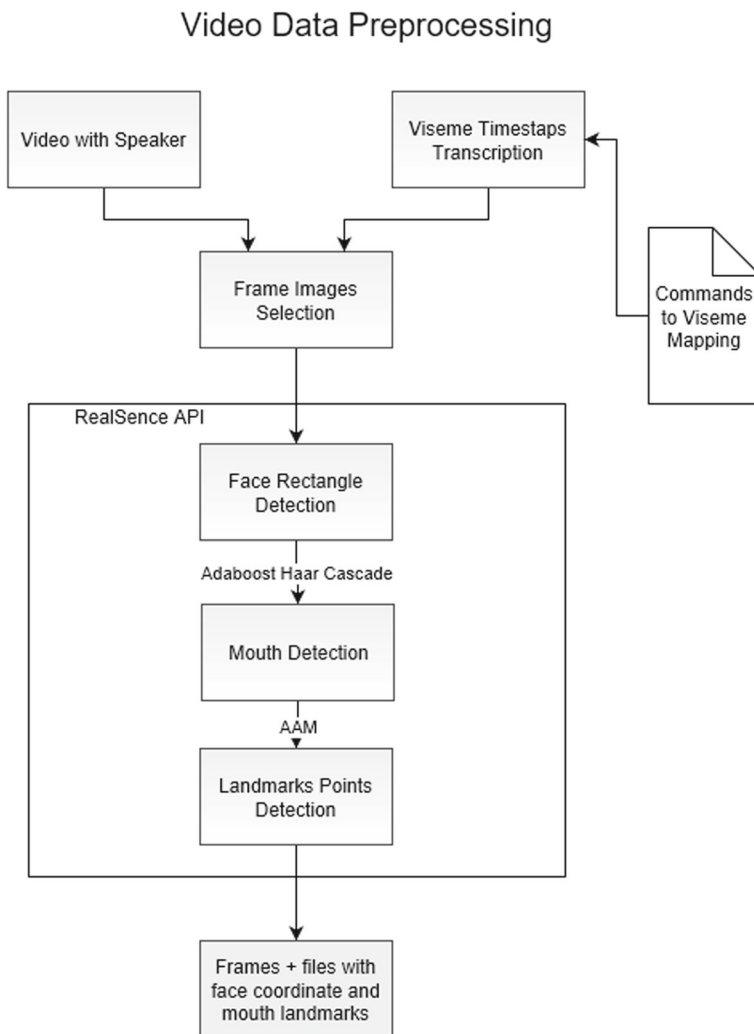 Video Data Preprocessing
Video with Speaker
Viseme Timestaps
Transcription
Commands
to Viseme
Mapping
Frame Images
Selection
RealSence API
Face Rectangle
Detection
Adaboost Haar Cascade
Mouth Detection
AAM
Landmarks Points
Detection
Frames + files with
face coordinate and
mouth landmarks